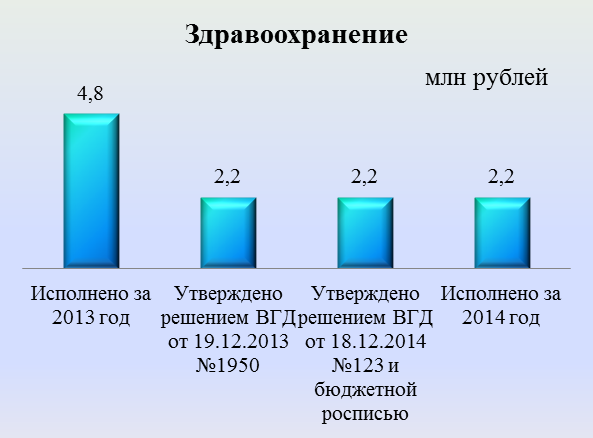 Здравоохранение
млн рублей
4,8
2,2
2,2
2,2
Исполнено за
2013 год
Утверждено
решением ВГД
от 19.12.2013
№1950
Утверждено
решением ВГД
от 18.12.2014
№123 и
бюджетной
росписью
Исполнено за
2014 год